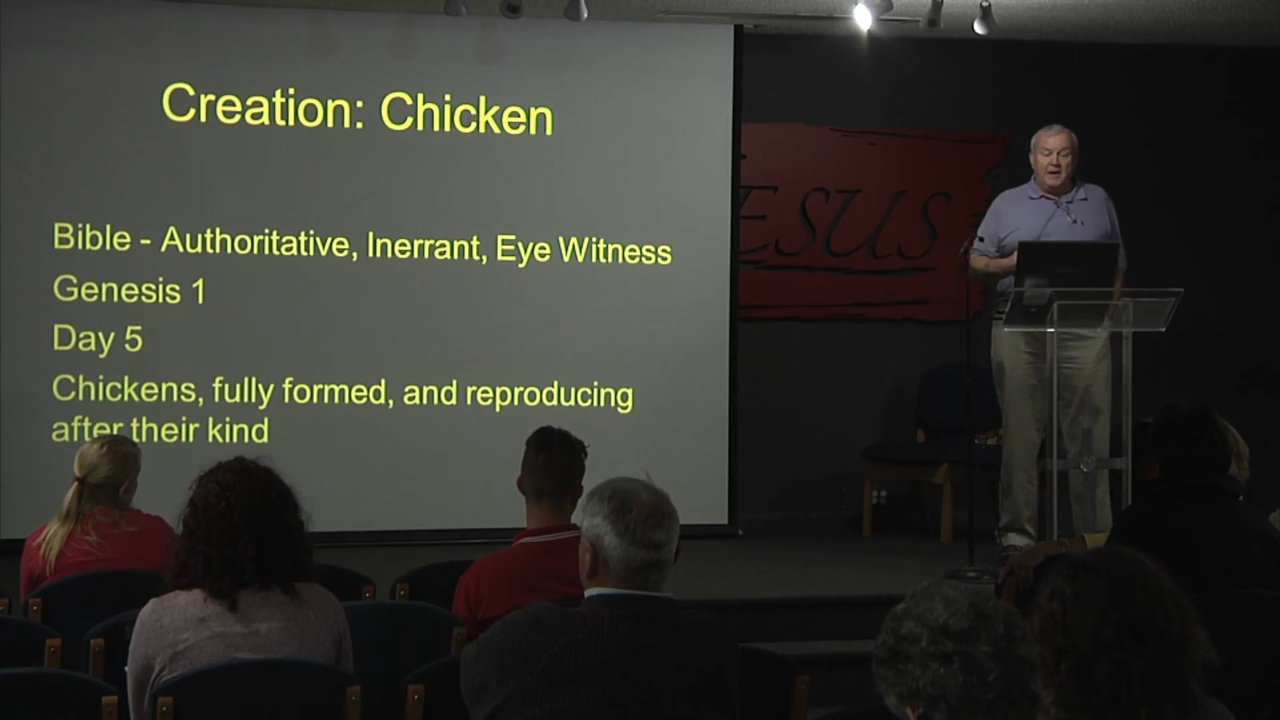 Creation: Chicken
Bible - Authoritative, Inerrant, Eye Witness
Genesis 1
Day 5
Chickens, fully formed, and reproducing
after their kind
ESUS